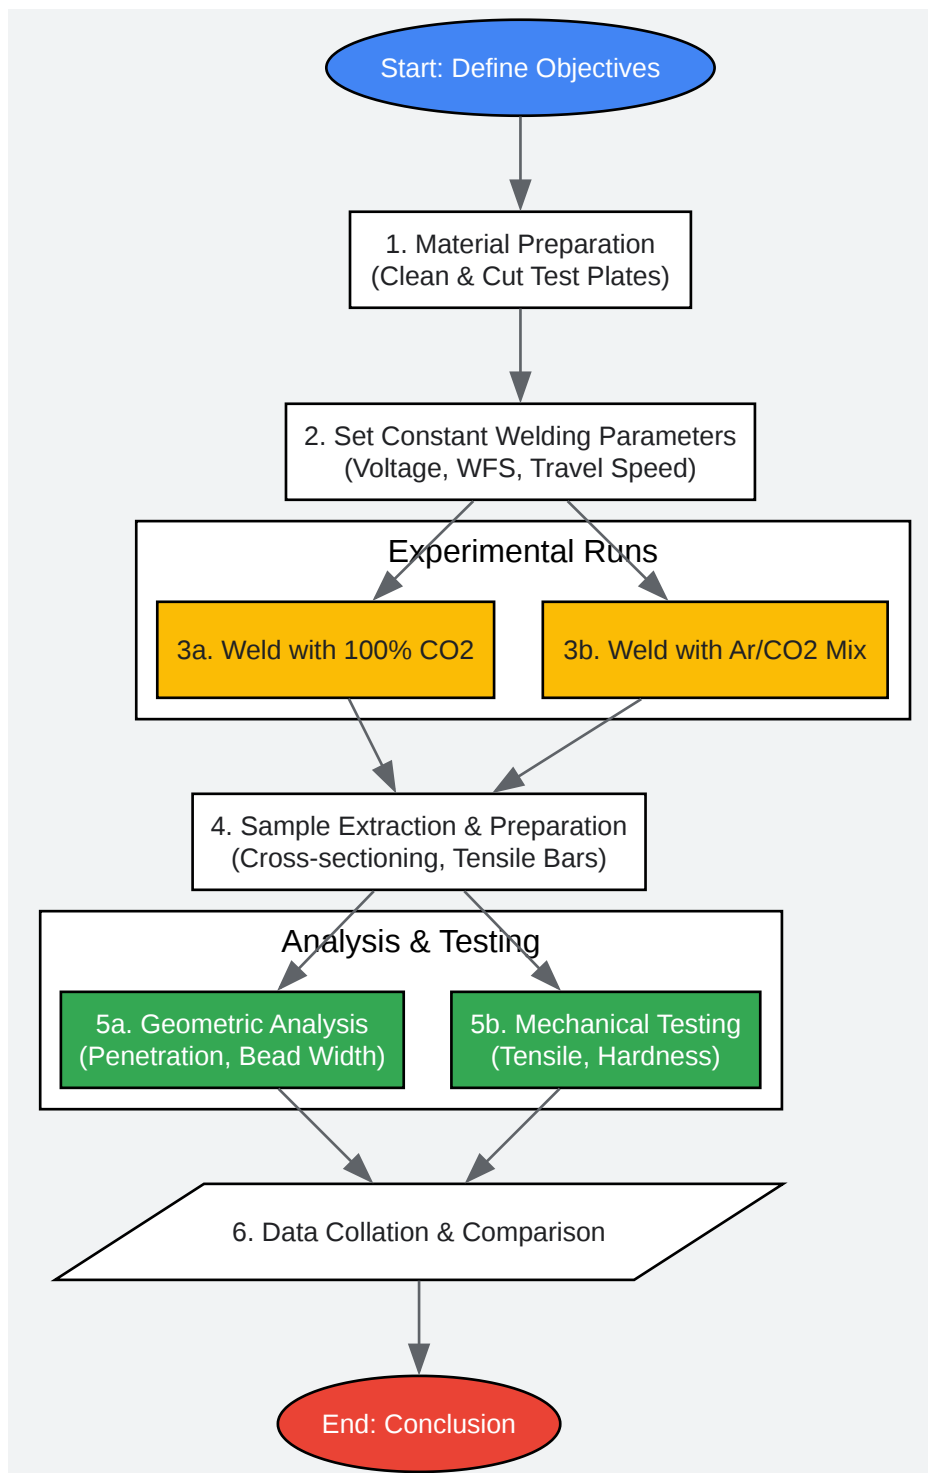 Start: Define Objectives
1. Material Preparation
(Clean & Cut Test Plates)
2. Set Constant Welding Parameters
(Voltage, WFS, Travel Speed)
Experimental Runs
3a. Weld with 100% CO2
3b. Weld with Ar/CO2 Mix
4. Sample Extraction & Preparation
(Cross-sectioning, Tensile Bars)
Analysis & Testing
5a. Geometric Analysis
(Penetration, Bead Width)
5b. Mechanical Testing
(Tensile, Hardness)
6. Data Collation & Comparison
End: Conclusion